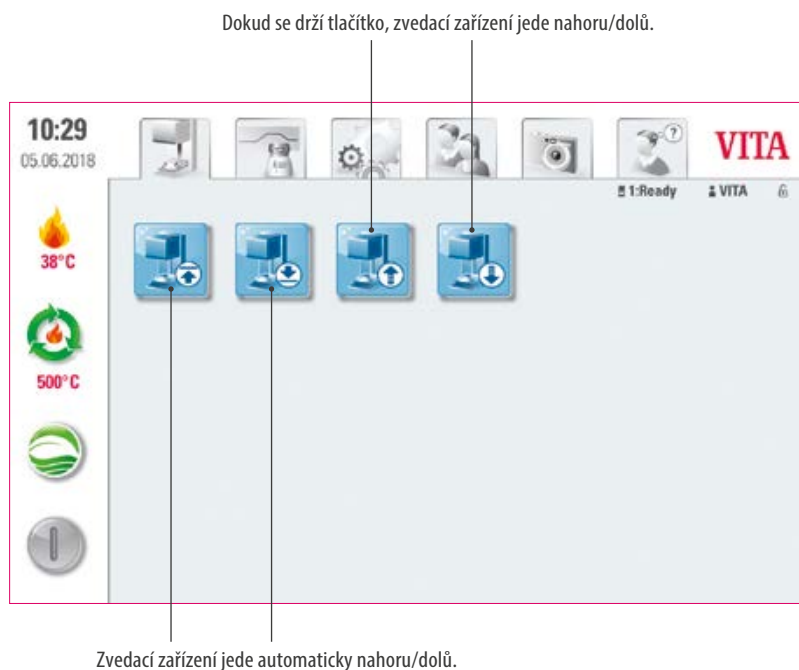 Dokud se drží tlačítko, zvedací zařízení jede nahoru/dolů.
10:29
05.06.2018
?
VITA
1:Ready
VITA
38°C
500°C
Zvedací zařízení jede automaticky nahoru/dolů.